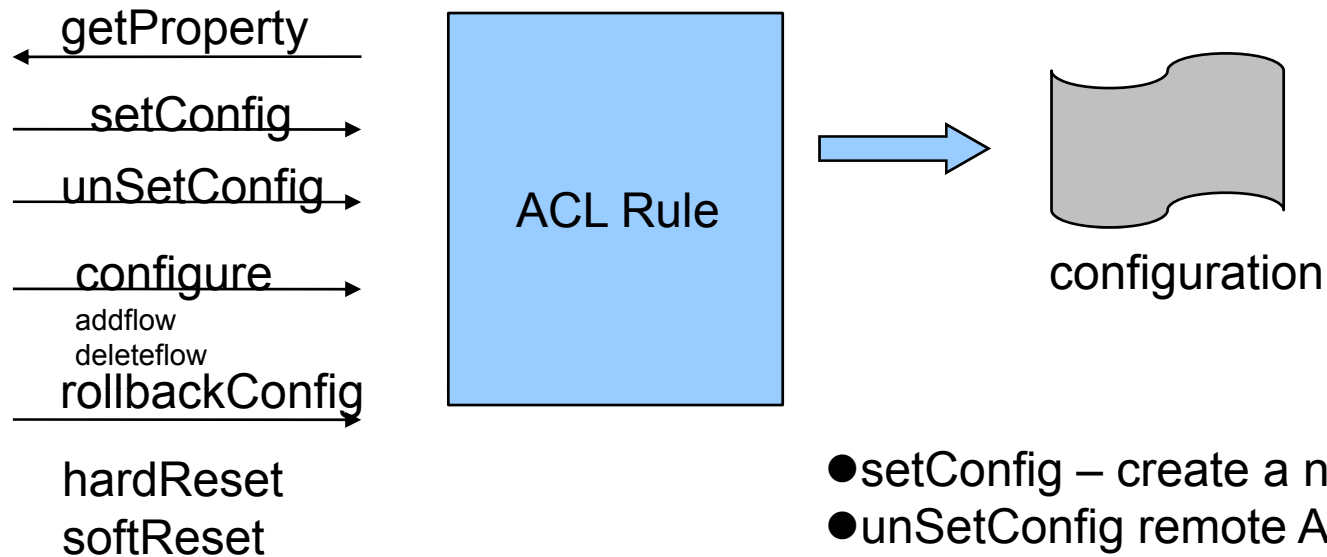 getProperty
setConfig
unSetConfig
configure
addflow
deleteflow
rollbackConfig
hardReset
softReset
ACL Rule
configuration
●setConfig – create a n
●unSetConfig remote A